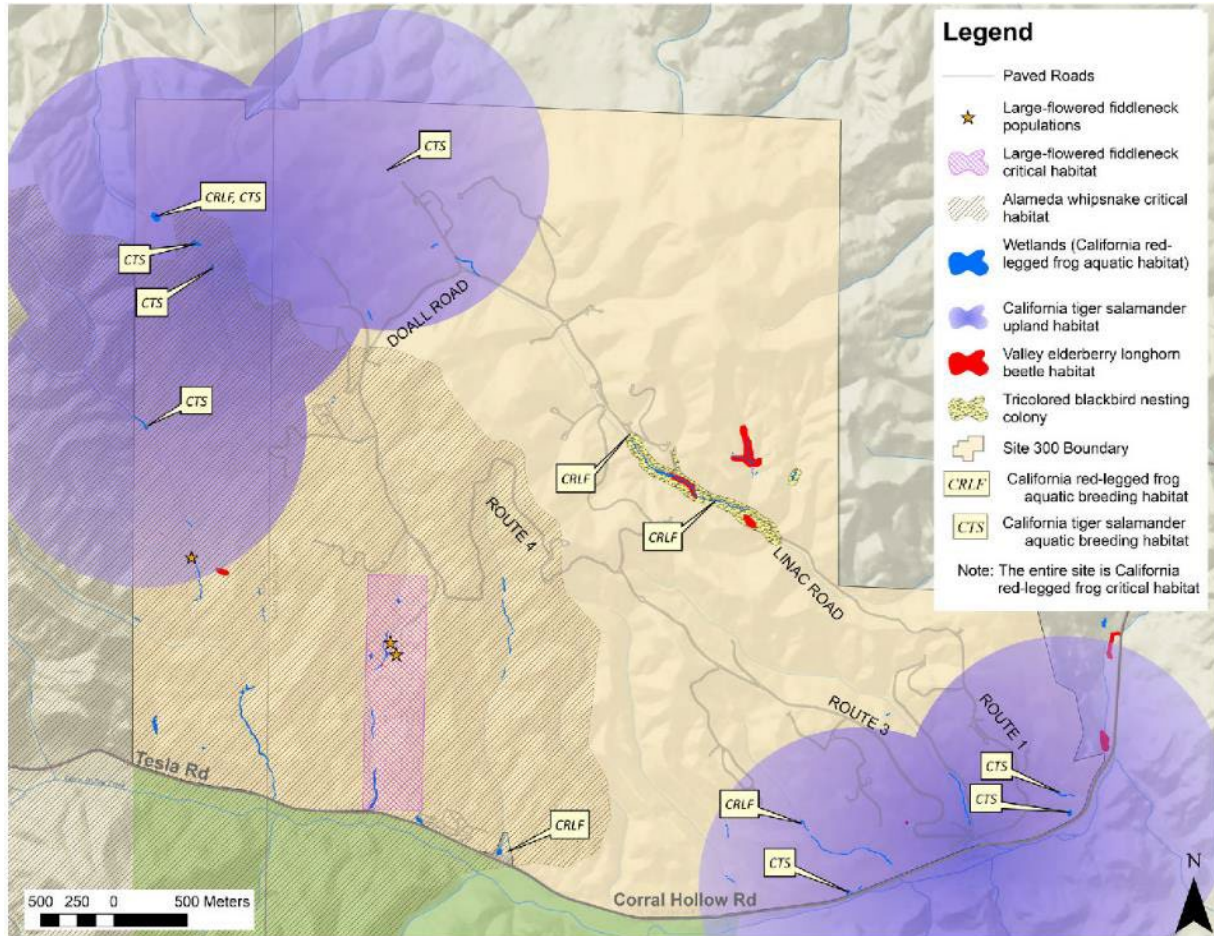 Legend
Paved Roads
Large-flowered fiddleneck
populations
Large-flowered fiddleneck
critical habitat
Alameda whipsnake critical
habitat
Wetlands (California red-
legged frog aquatic habitat)
California tiger salamander
upland habitat
Valley elderberry longhorn
beetle habitat
Tricolored blackbird nesting
colony
Site 300 Boundary
CRLF
California red-legged frog
aquatic breeding habitat
CTS
California tiger salamander
aquatic breeding habitat
Note: The entire site is California
red-legged frog critical habitat
CTS
CRLF, CTS
CTS
CTS
DOALL ROAD
CTS
CRLF
ROUTE 4
CRLF
LINAC ROAD
ROUTE 3
ROUTE 1
Tesla Rd
CTS
CRLF
CTS
CRLF
CTS
Corral Hollow Rd
500 250 0 500 Meters
N